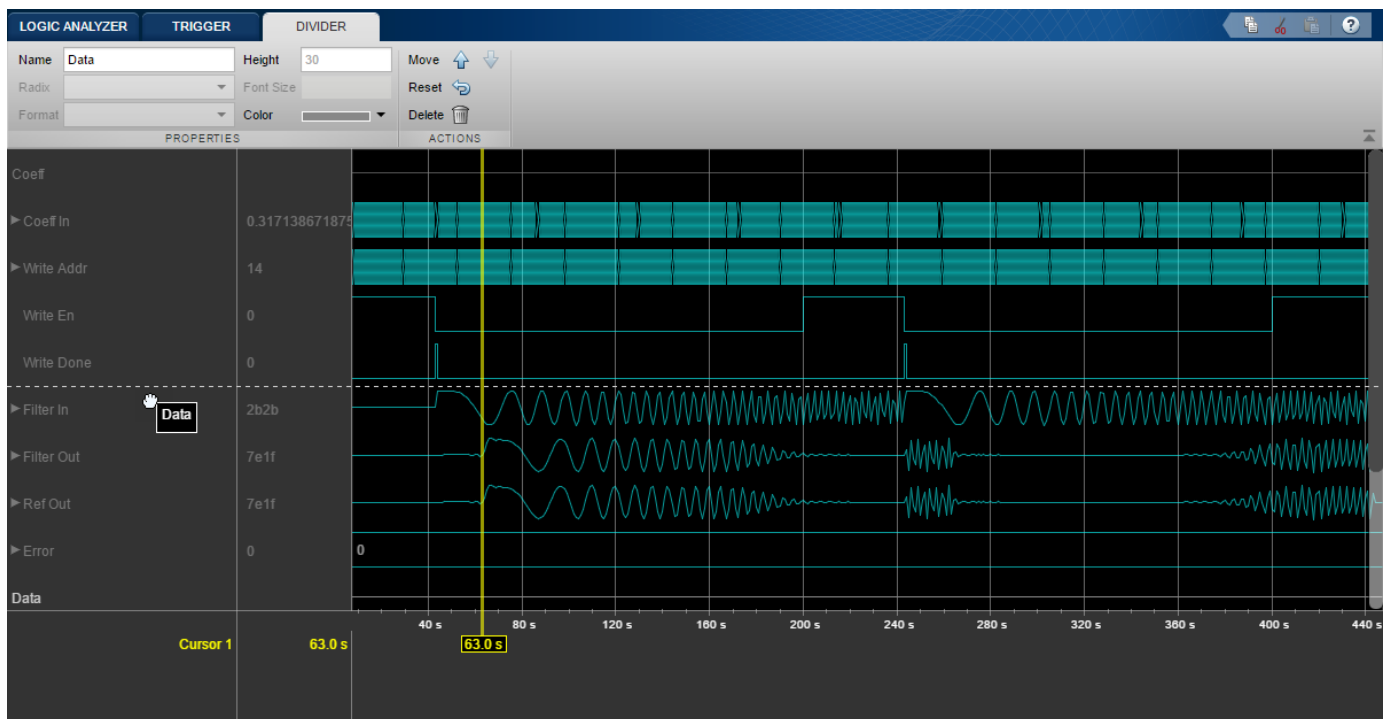 LOGIC ANALYZER TRIGGER DIVIDER
Name Data Height 30 Move
Radix Font Size Reset
Format Color Delete
PROPERTIES ACTIONS
Coeff
Coeff In 0.317138671875
Write Addr 14
Write En 0
Write Done 0
Filter In Data 2b2b
Filter Out 7e1f
Ref Out 7e1f
Error 0 0
Data
40 s 80 s 120 s 160 s 200 s 240 s 280 s 320 s 360 s 400 s 440 s
Cursor 1 63.0 s 63.0 s